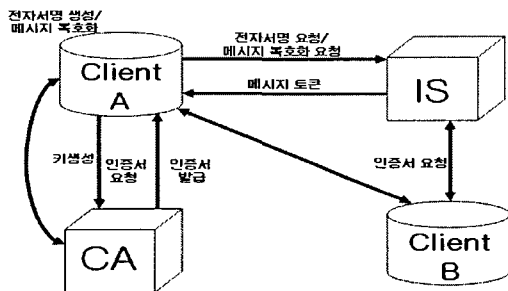 전자서명 생성/
메시지 복호화
Client
A
전자서명 요청/
메시지 복호화 요청
메시지 토큰
IS
키생성
인증서
요청
인증서
발급
인증서 요청
CA
Client
B